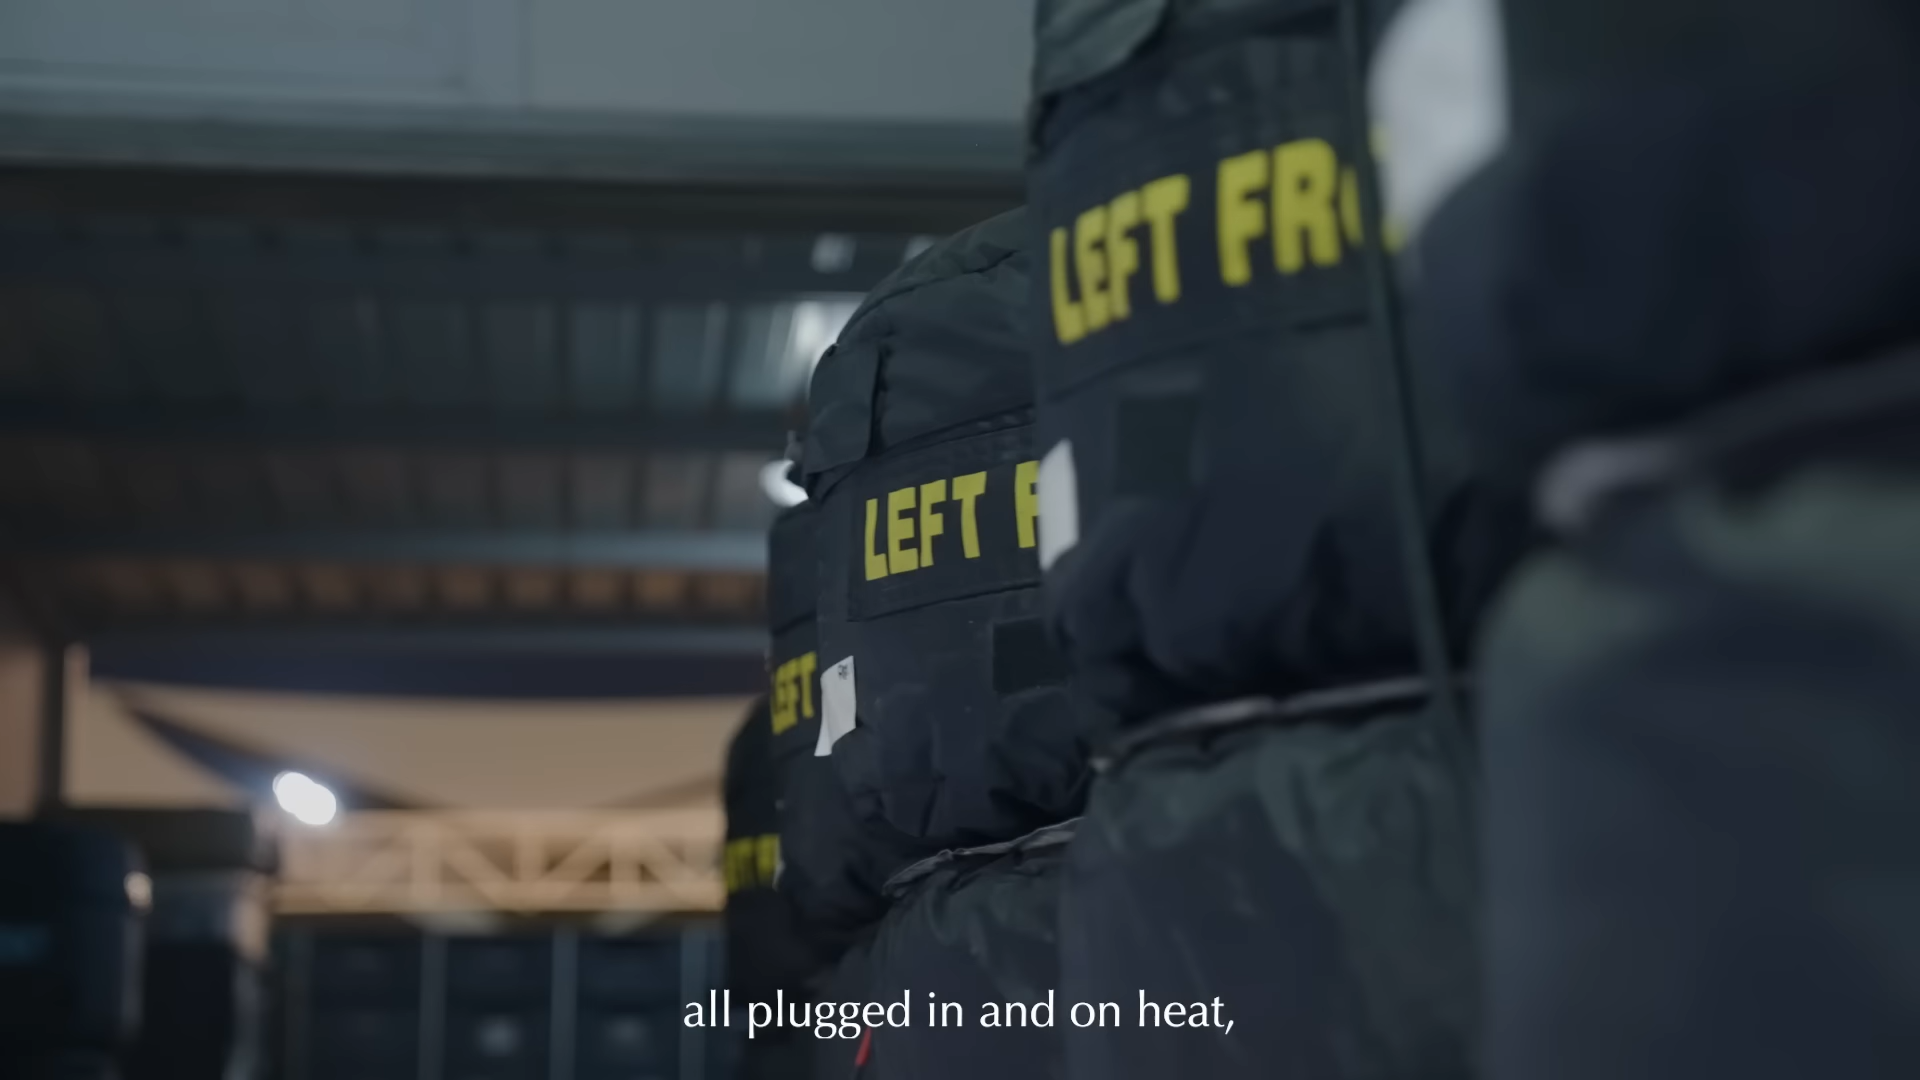 LEFT FR
LEFT F
LEFT
all plugged in and on heat,